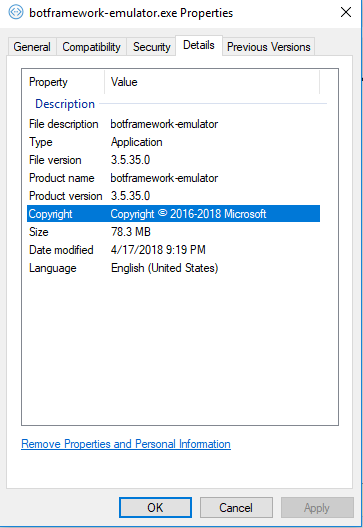 botframework-emulator.exe Properties
General Compatibility Security Details Previous Versions
Property Value
Description
File description botframework-emulator
Type Application
File version 3.5.35.0
Product name botframework-emulator
Product version 3.5.35.0
Copyright Copyright © 2016-2018 Microsoft
Size 78.3 MB
Date modified 4/17/2018 9:19 PM
Language English (United States)
Remove Properties and Personal Information
OK Cancel Apply